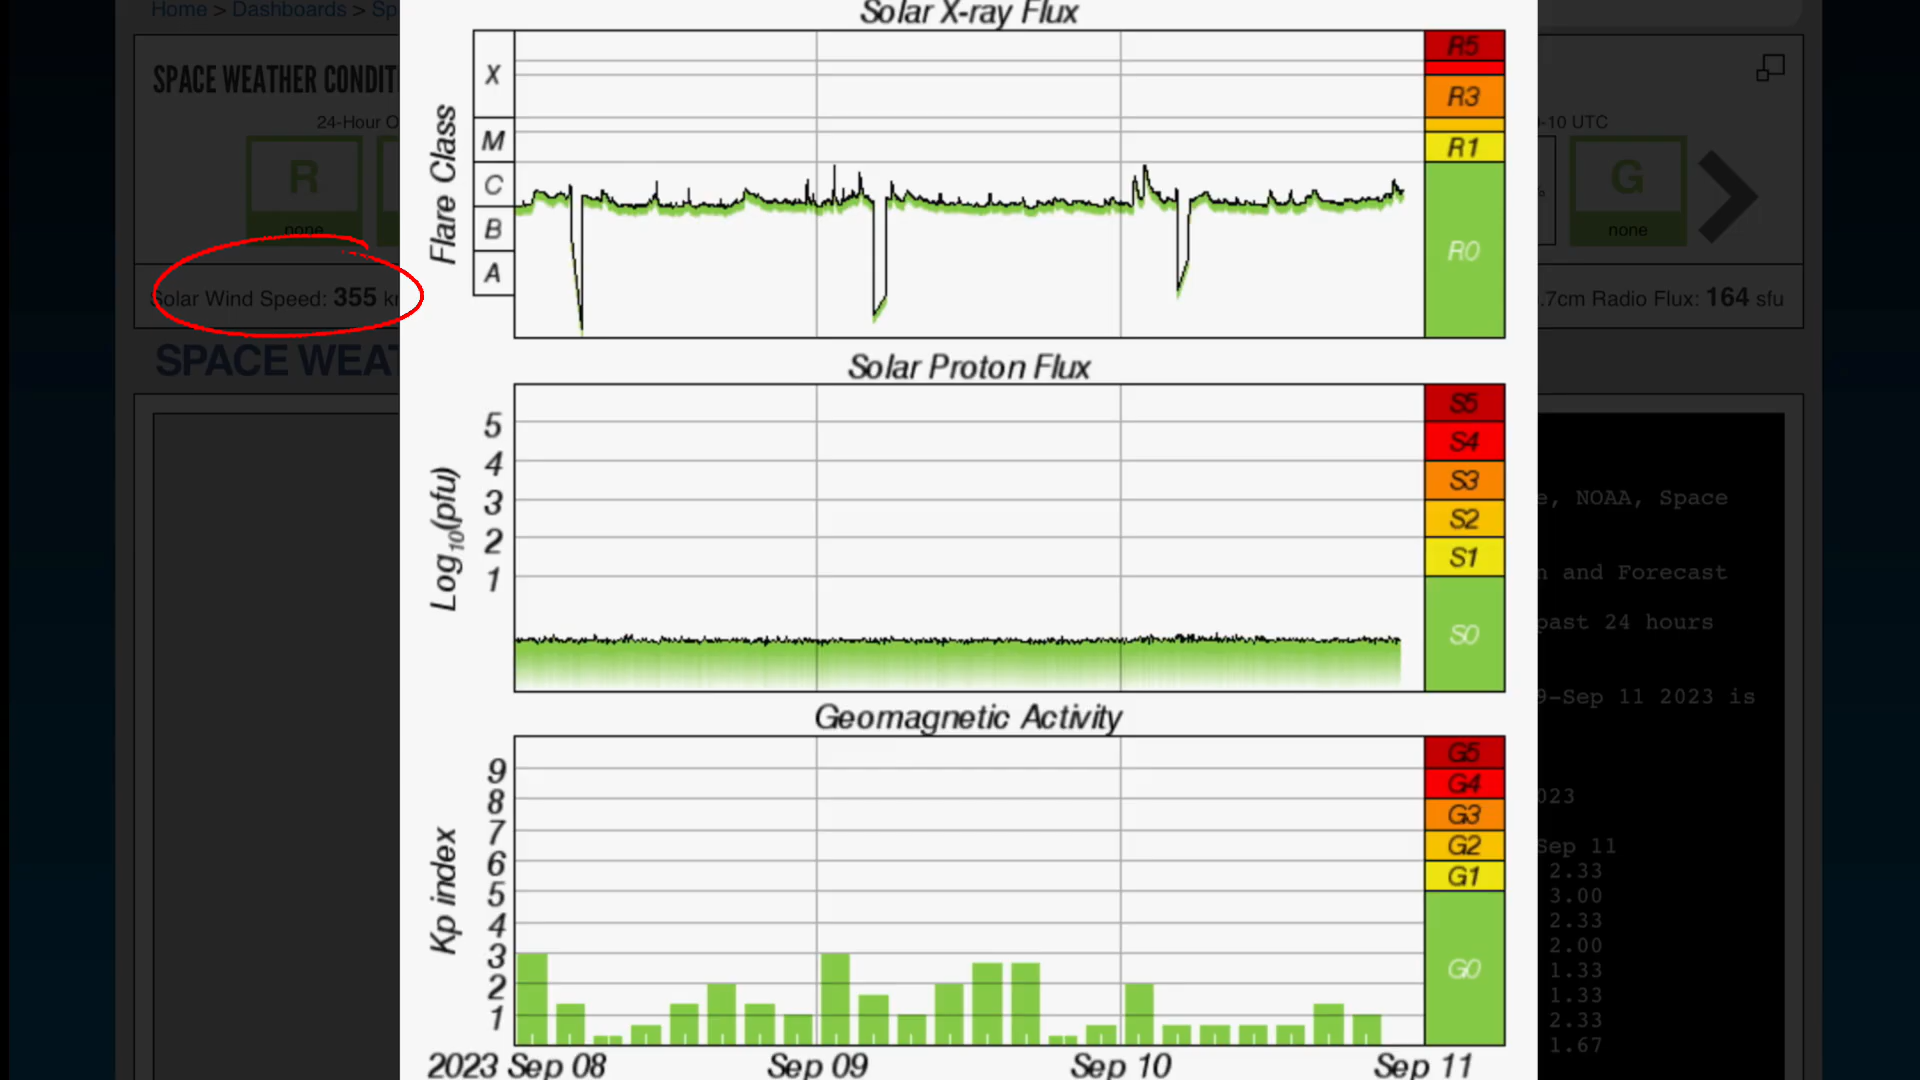 Home > Dashboards > Sp
Solar X-ray Flux
SPACE WEATHER CONDIT
24-Hour O
-10 UTC
R
none
G
none
Flare Class
X
M
C
B
A
R5
R3
R1
R0
Solar Wind Speed: 355 k
.7cm Radio Flux: 164 sfu
SPACE WEA
Solar Proton Flux
Log10(pfu)
5
4
3
2
1
S5
S4
S3
S2
S1
S0
e, NOAA, Space
n and Forecast
past 24 hours
9-Sep 11 2023 is
Geomagnetic Activity
Kp index
9
8
7
6
5
4
3
2
1
G5
G4
G3
G2
G1
G0
023
Sep 11
2.33
3.00
2.33
2.00
1.33
1.33
2.33
1.67
2023 Sep 08
Sep 09
Sep 10
Sep 11